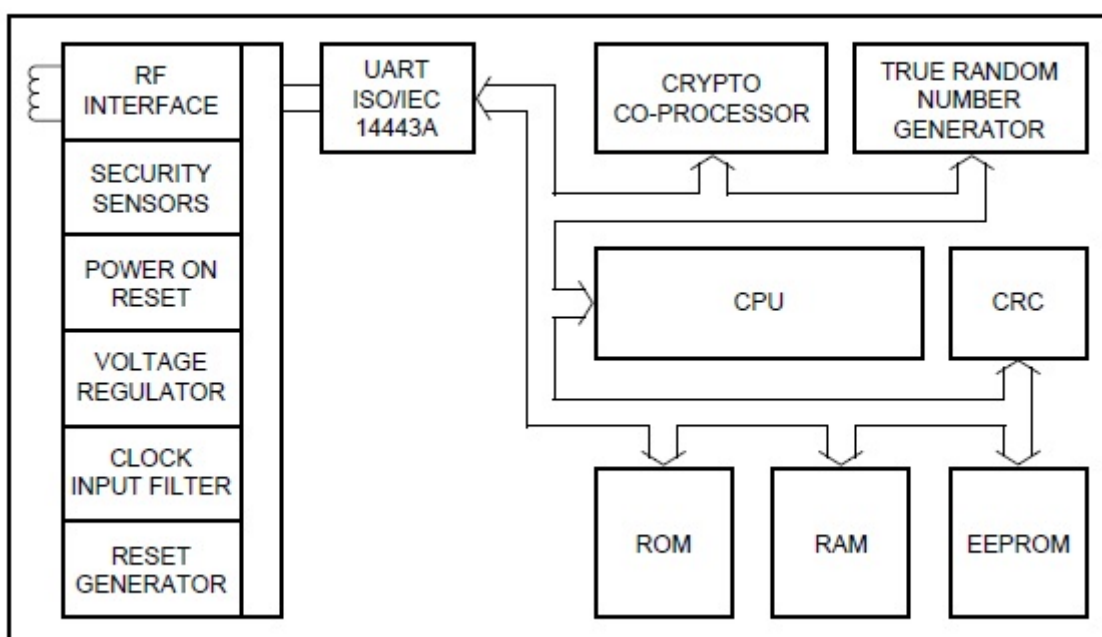 RF
INTERFACE
SECURITY
SENSORS
POWER ON
RESET
VOLTAGE
REGULATOR
CLOCK
INPUT FILTER
RESET
GENERATOR
UART
ISO/IEC
14443A
CRYPTO
CO-PROCESSOR
TRUE RANDOM
NUMBER
GENERATOR
CPU
CRC
ROM
RAM
EEPROM